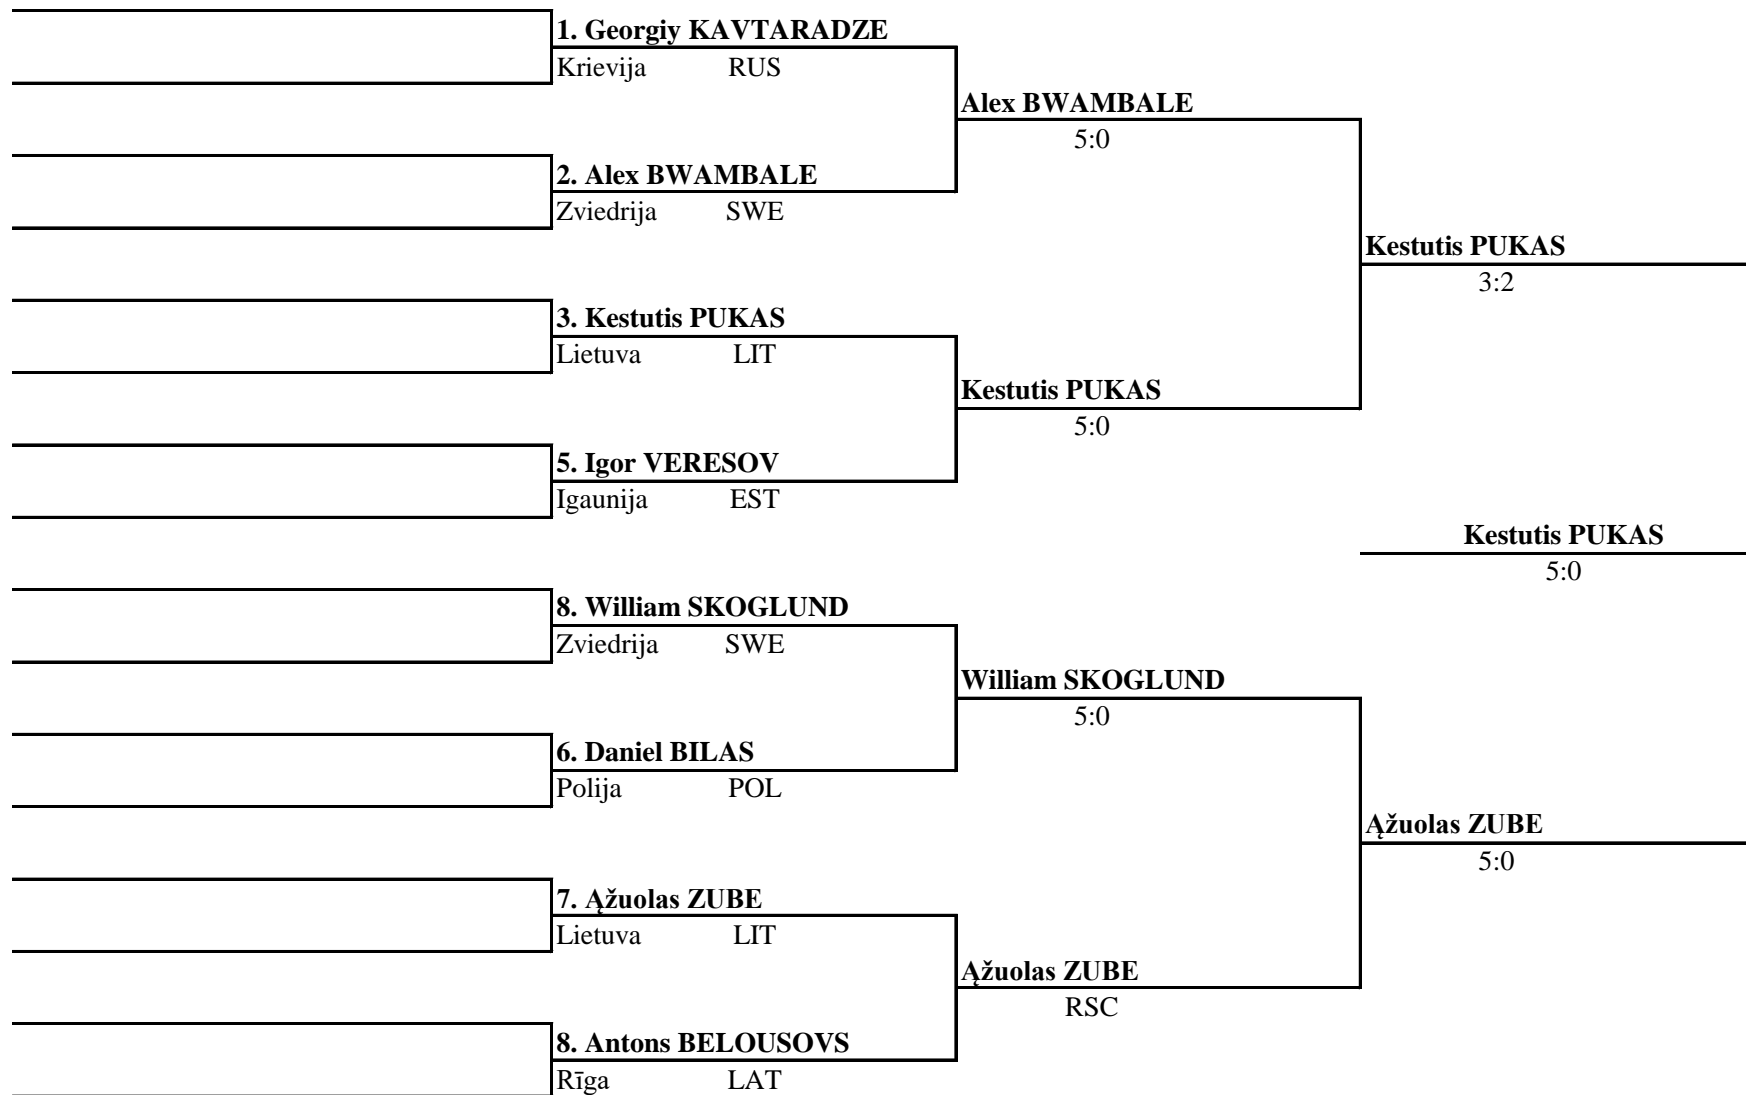 1. Georgiy KAVTARADZE
Krievija RUS
Alex BWAMBALE
5:0
2. Alex BWAMBALE
Zviedrija SWE
Kestutis PUKAS
3:2
3. Kestutis PUKAS
Lietuva LIT
Kestutis PUKAS
5:0
5. Igor VERESOV
Igaunija EST
Kestutis PUKAS
5:0
8. William SKOGLUND
Zviedrija SWE
William SKOGLUND
5:0
6. Daniel BILAS
Polija POL
Ąžuolas ZUBE
5:0
7. Ąžuolas ZUBE
Lietuva LIT
Ąžuolas ZUBE
RSC
8. Antons BELOUSOVS
Rīga LAT